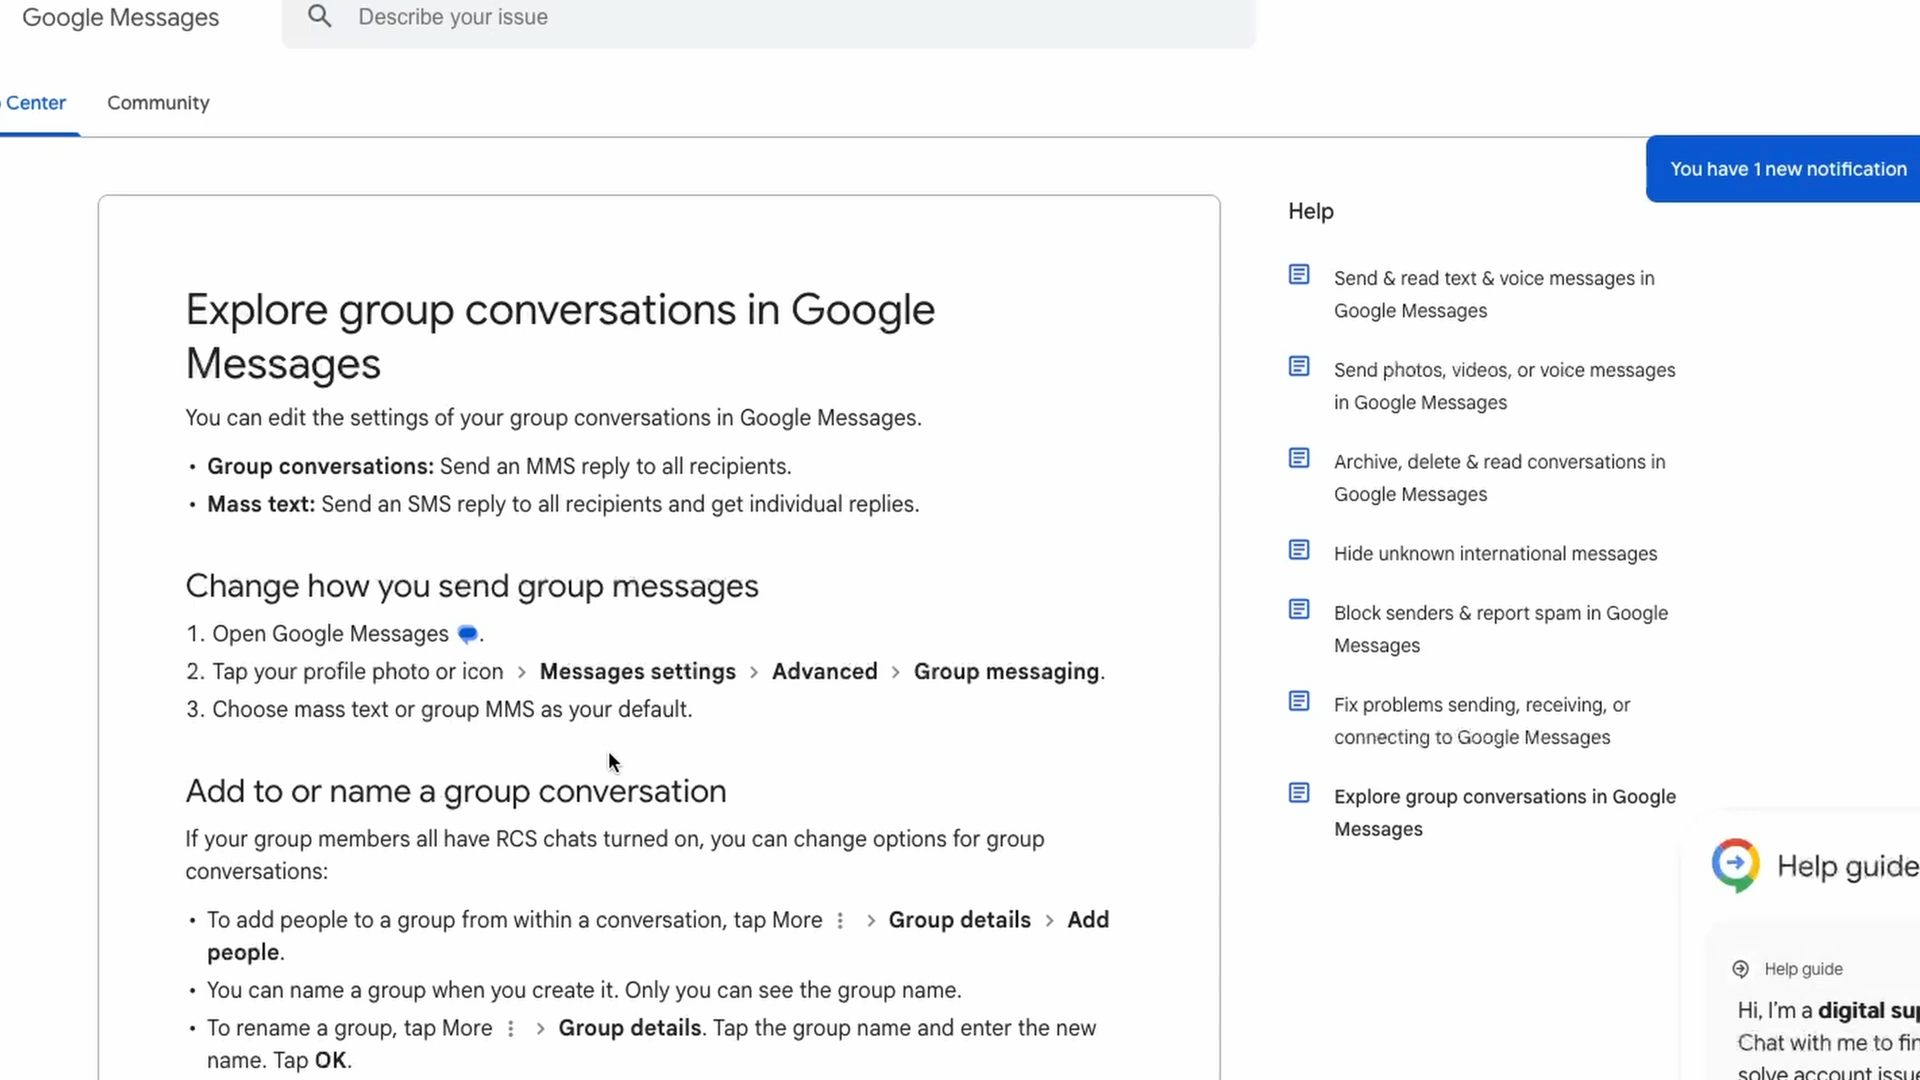 Google Messages
Describe your issue
Center
Community
You have 1 new notification
Explore group conversations in Google
Messages
You can edit the settings of your group conversations in Google Messages.
• Group conversations: Send an MMS reply to all recipients.
• Mass text: Send an SMS reply to all recipients and get individual replies.
Change how you send group messages
1. Open Google Messages .
2. Tap your profile photo or icon > Messages settings > Advanced > Group messaging.
3. Choose mass text or group MMS as your default.
Add to or name a group conversation
If your group members all have RCS chats turned on, you can change options for group
conversations:
• To add people to a group from within a conversation, tap More ⋮ > Group details > Add
people.
• You can name a group when you create it. Only you can see the group name.
• To rename a group, tap More ⋮ > Group details. Tap the group name and enter the new
name. Tap OK.
Help
Send & read text & voice messages in
Google Messages
Send photos, videos, or voice messages
in Google Messages
Archive, delete & read conversations in
Google Messages
Hide unknown international messages
Block senders & report spam in Google
Messages
Fix problems sending, receiving, or
connecting to Google Messages
Explore group conversations in Google
Messages
Help guide
Help guide
Hi, I'm a digital
Chat with me to
solve account